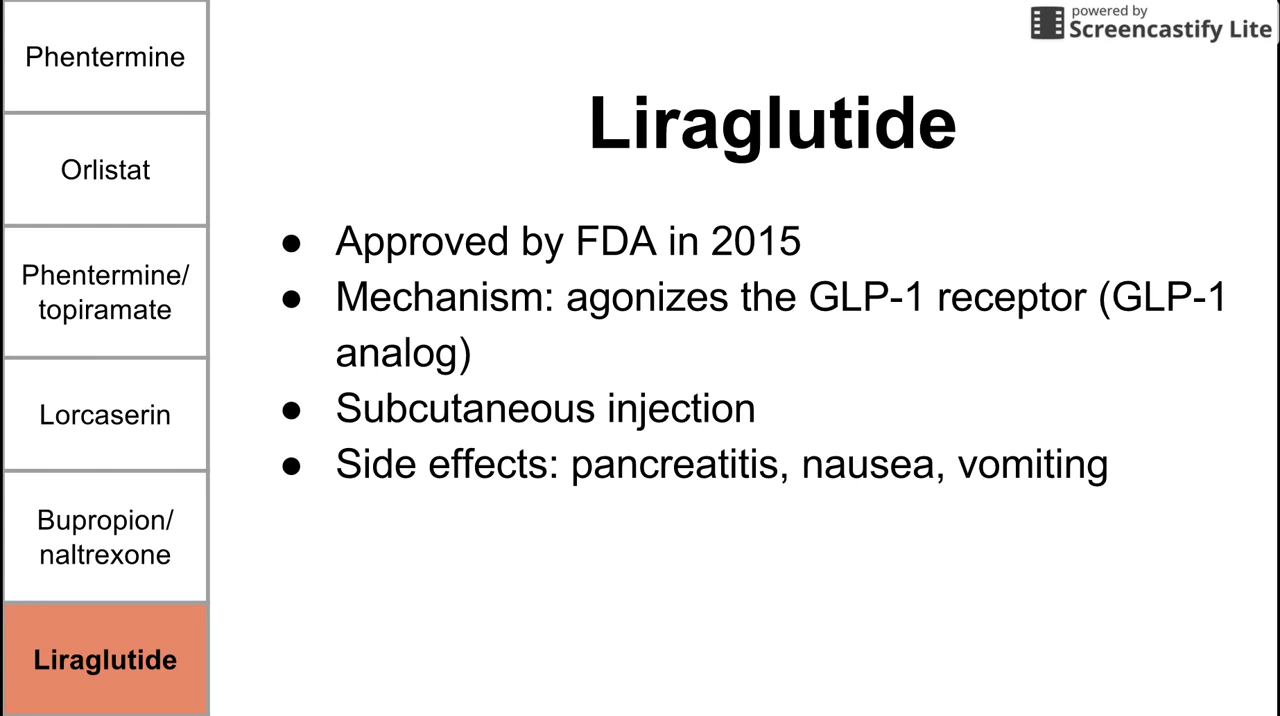 powered by
Screencastify Lite
Phentermine
Orlistat
Phentermine/
topiramate
Lorcaserin
Bupropion/
naltrexone
Liraglutide
Liraglutide
● Approved by FDA in 2015
● Mechanism: agonizes the GLP-1 receptor (GLP-1
analog)
● Subcutaneous injection
● Side effects: pancreatitis, nausea, vomiting